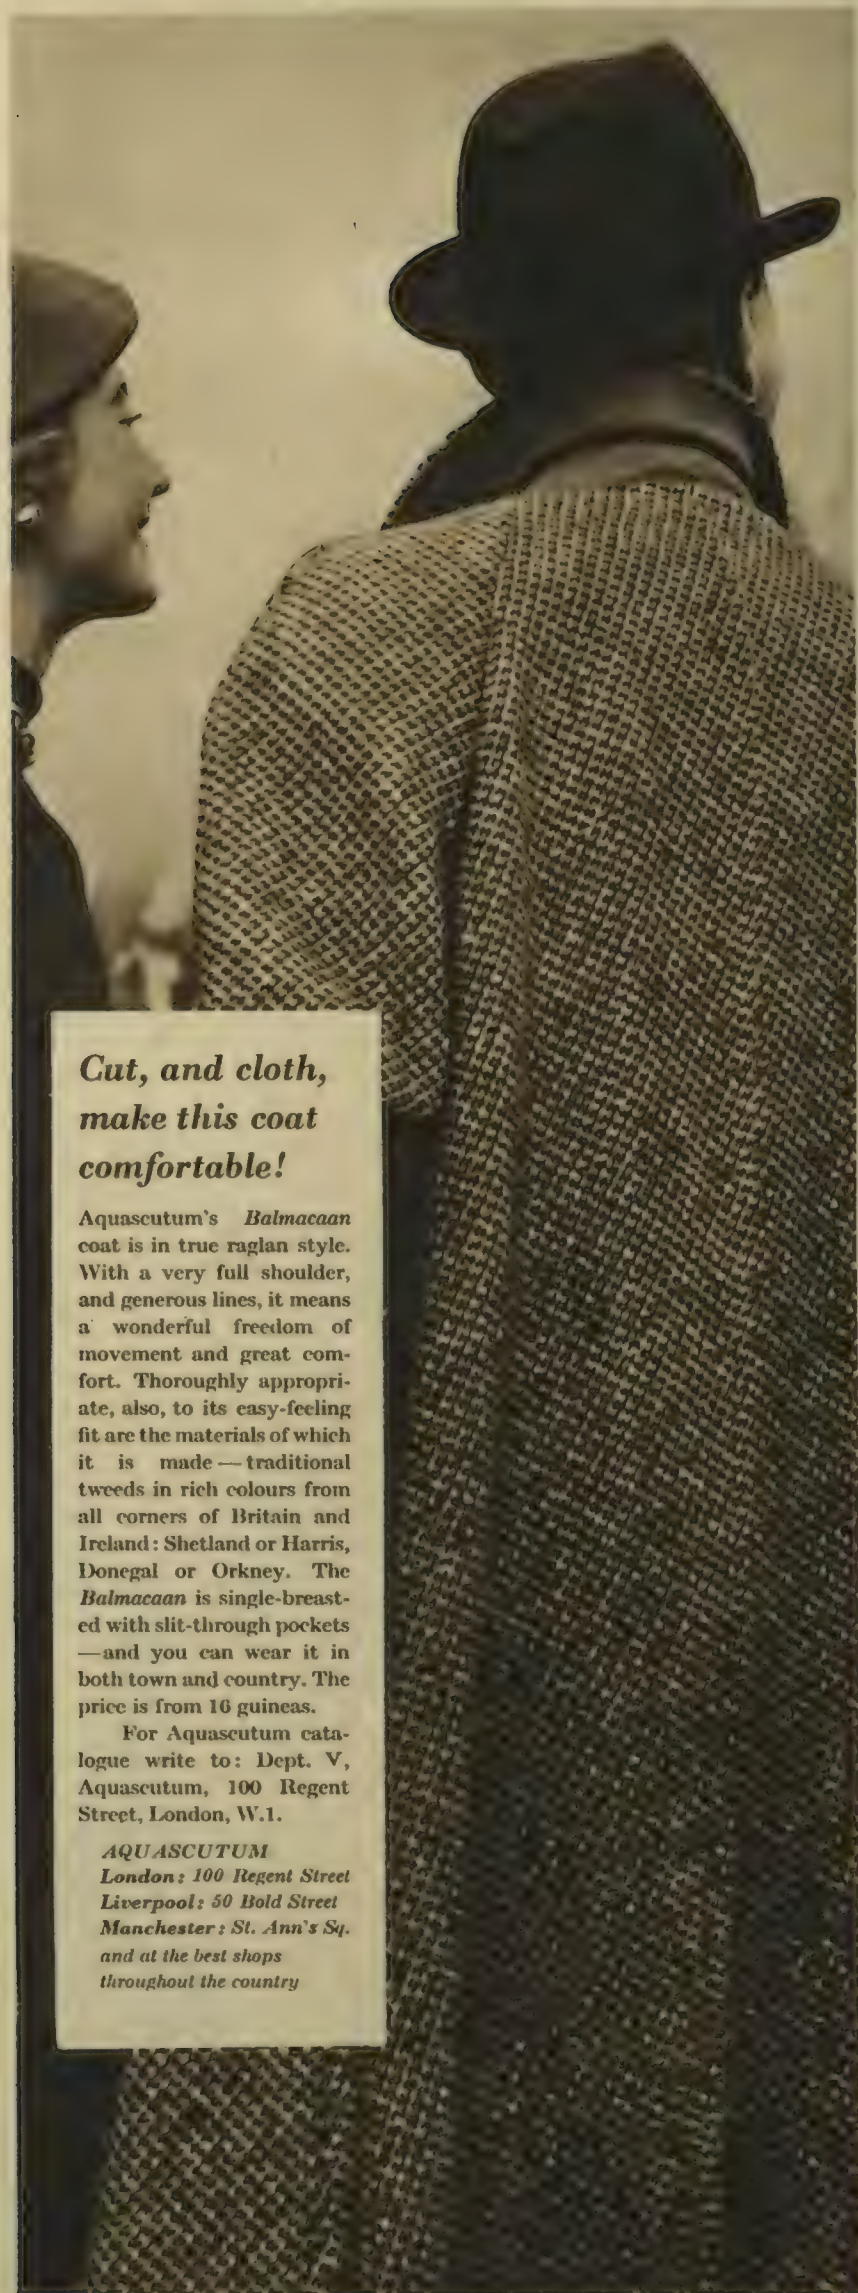 Cut, and cloth,
make this coat
comfortable!
Aquascutum's Balmacaan
coat is in true raglan style.
With a very full shoulder,
and generous lines, it means
a wonderful freedom of
movement and great com-
fort. Thoroughly appropri-
ate, also, to its easy-feeling
fit are the materials of which
it is made — traditional
tweeds in rich colours from
all corners of Britain and
Ireland: Shetland or Harris,
Donegal or Orkney. The
Balmacaan is single-breast-
ed with slit-through pockets
—and you can wear it in
both town and country. The
price is from 16 guineas.
For Aquascutum cata-
logue write to: Dept. V,
Aquascutum, 100 Regent
Street, London, W.1.
AQUASCUTUM
London: 100 Regent Street
Liverpool: 50 Bold Street
Manchester: St. Ann's Sq.
and at the best shops
throughout the country